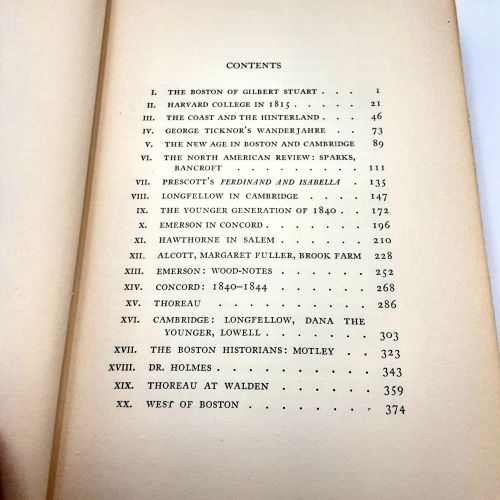 CONTENTS
I. THE BOSTON OF GILBERT STUART . . . 1
II. HARVARD COLLEGE IN 1815 . . . . . 21
III. THE COAST AND THE HINTERLAND . . . 46
IV. GEORGE TICKNOR'S WANDERJAHRE . . 73
V. THE NEW AGE IN BOSTON AND CAMBRIDGE 89
VI. THE NORTH AMERICAN REVIEW: SPARKS,
BANCROFT . . . . . . . . . 111
VII. PRESCOTT'S FERDINAND AND ISABELLA . 135
VIII. LONGFELLOW IN CAMBRIDGE . . . . 147
IX. THE YOUNGER GENERATION OF 1840 . . 172
X. EMERSON IN CONCORD . . . . . . 196
XI. HAWTHORNE IN SALEM . . . . . . 210
XII. ALCOTT, MARGARET FULLER, BROOK FARM 228
XIII. EMERSON: WOOD-NOTES . . . . . 252
XIV. CONCORD: 1840–1844 . . . . . . 268
XV. THOREAU . . . . . . . . . . 286
XVI. CAMBRIDGE: LONGFELLOW, DANA THE
YOUNGER, LOWELL . . . . . . . 303
XVII. THE BOSTON HISTORIANS: MOTLEY . . 323
XVIII. DR. HOLMES . . . . . . . . . 343
XIX. THOREAU AT WALDEN . . . . . . 359
XX. WEST OF BOSTON . . . . . . . . 374